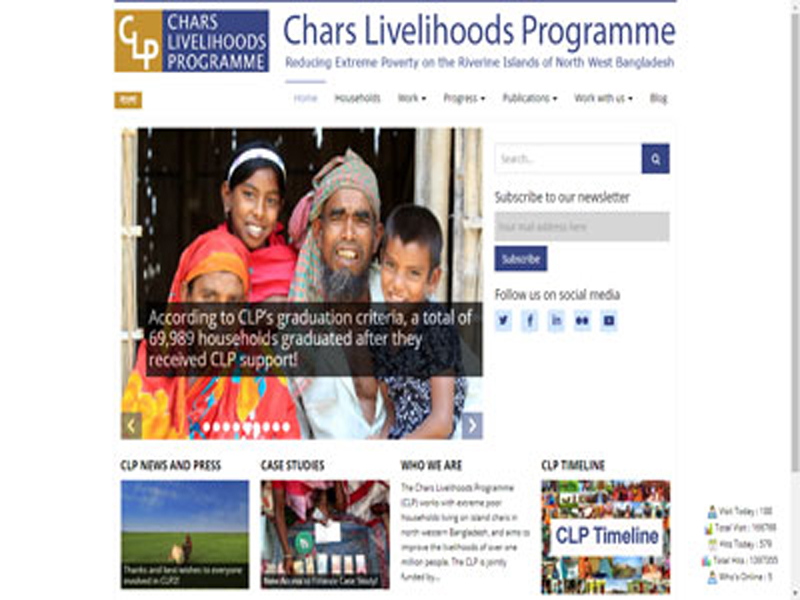 CLP
CHARS
LIVELIHOODS
PROGRAMME
Chars Livelihoods Programme
Reducing Extreme Poverty on the Riverine Islands of North West Bangladesh
বাংলা
Home Households Work Progress Publications Work with us Blog
According to CLP's graduation criteria, a total of
69,989 households graduated after they
received CLP support!
Search...
Subscribe to our newsletter
Your mail address here
Subscribe
Follow us on social media
CLP NEWS AND PRESS
Thanks and best wishes to everyone
involved in CLP2!
CASE STUDIES
New Access to Finance Case Study!
WHO WE ARE
The Chars Livelihoods Programme
(CLP) works with extreme poor
households living on island chars in
north western Bangladesh, and aims to
improve the livelihoods of over one
million people. The CLP is jointly
funded by...
CLP TIMELINE
CLP Timeline
Visit Today :
Total Visit :
Hits Today : 579
Total Hits :
Who's Online :